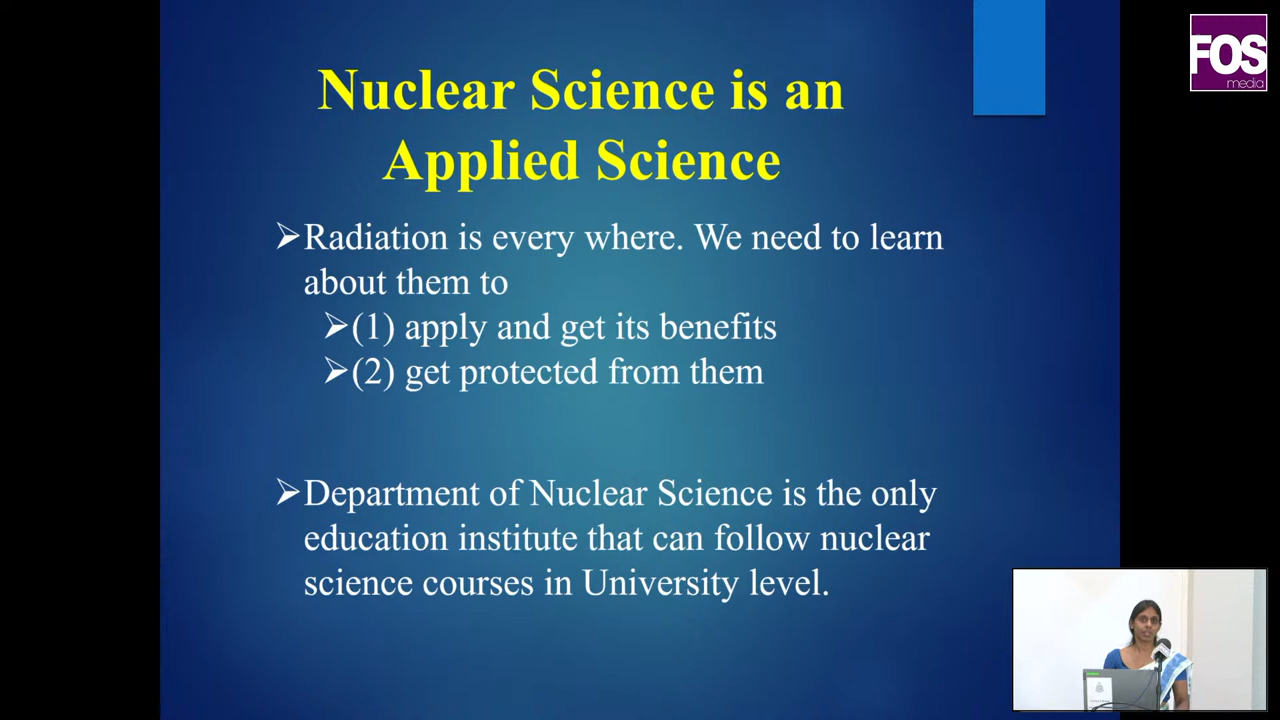 FOS
media
Nuclear Science is an
Applied Science
➢Radiation is every where. We need to learn
about them to
➢(1) apply and get its benefits
➢(2) get protected from them
➢Department of Nuclear Science is the only
education institute that can follow nuclear
science courses in University level.